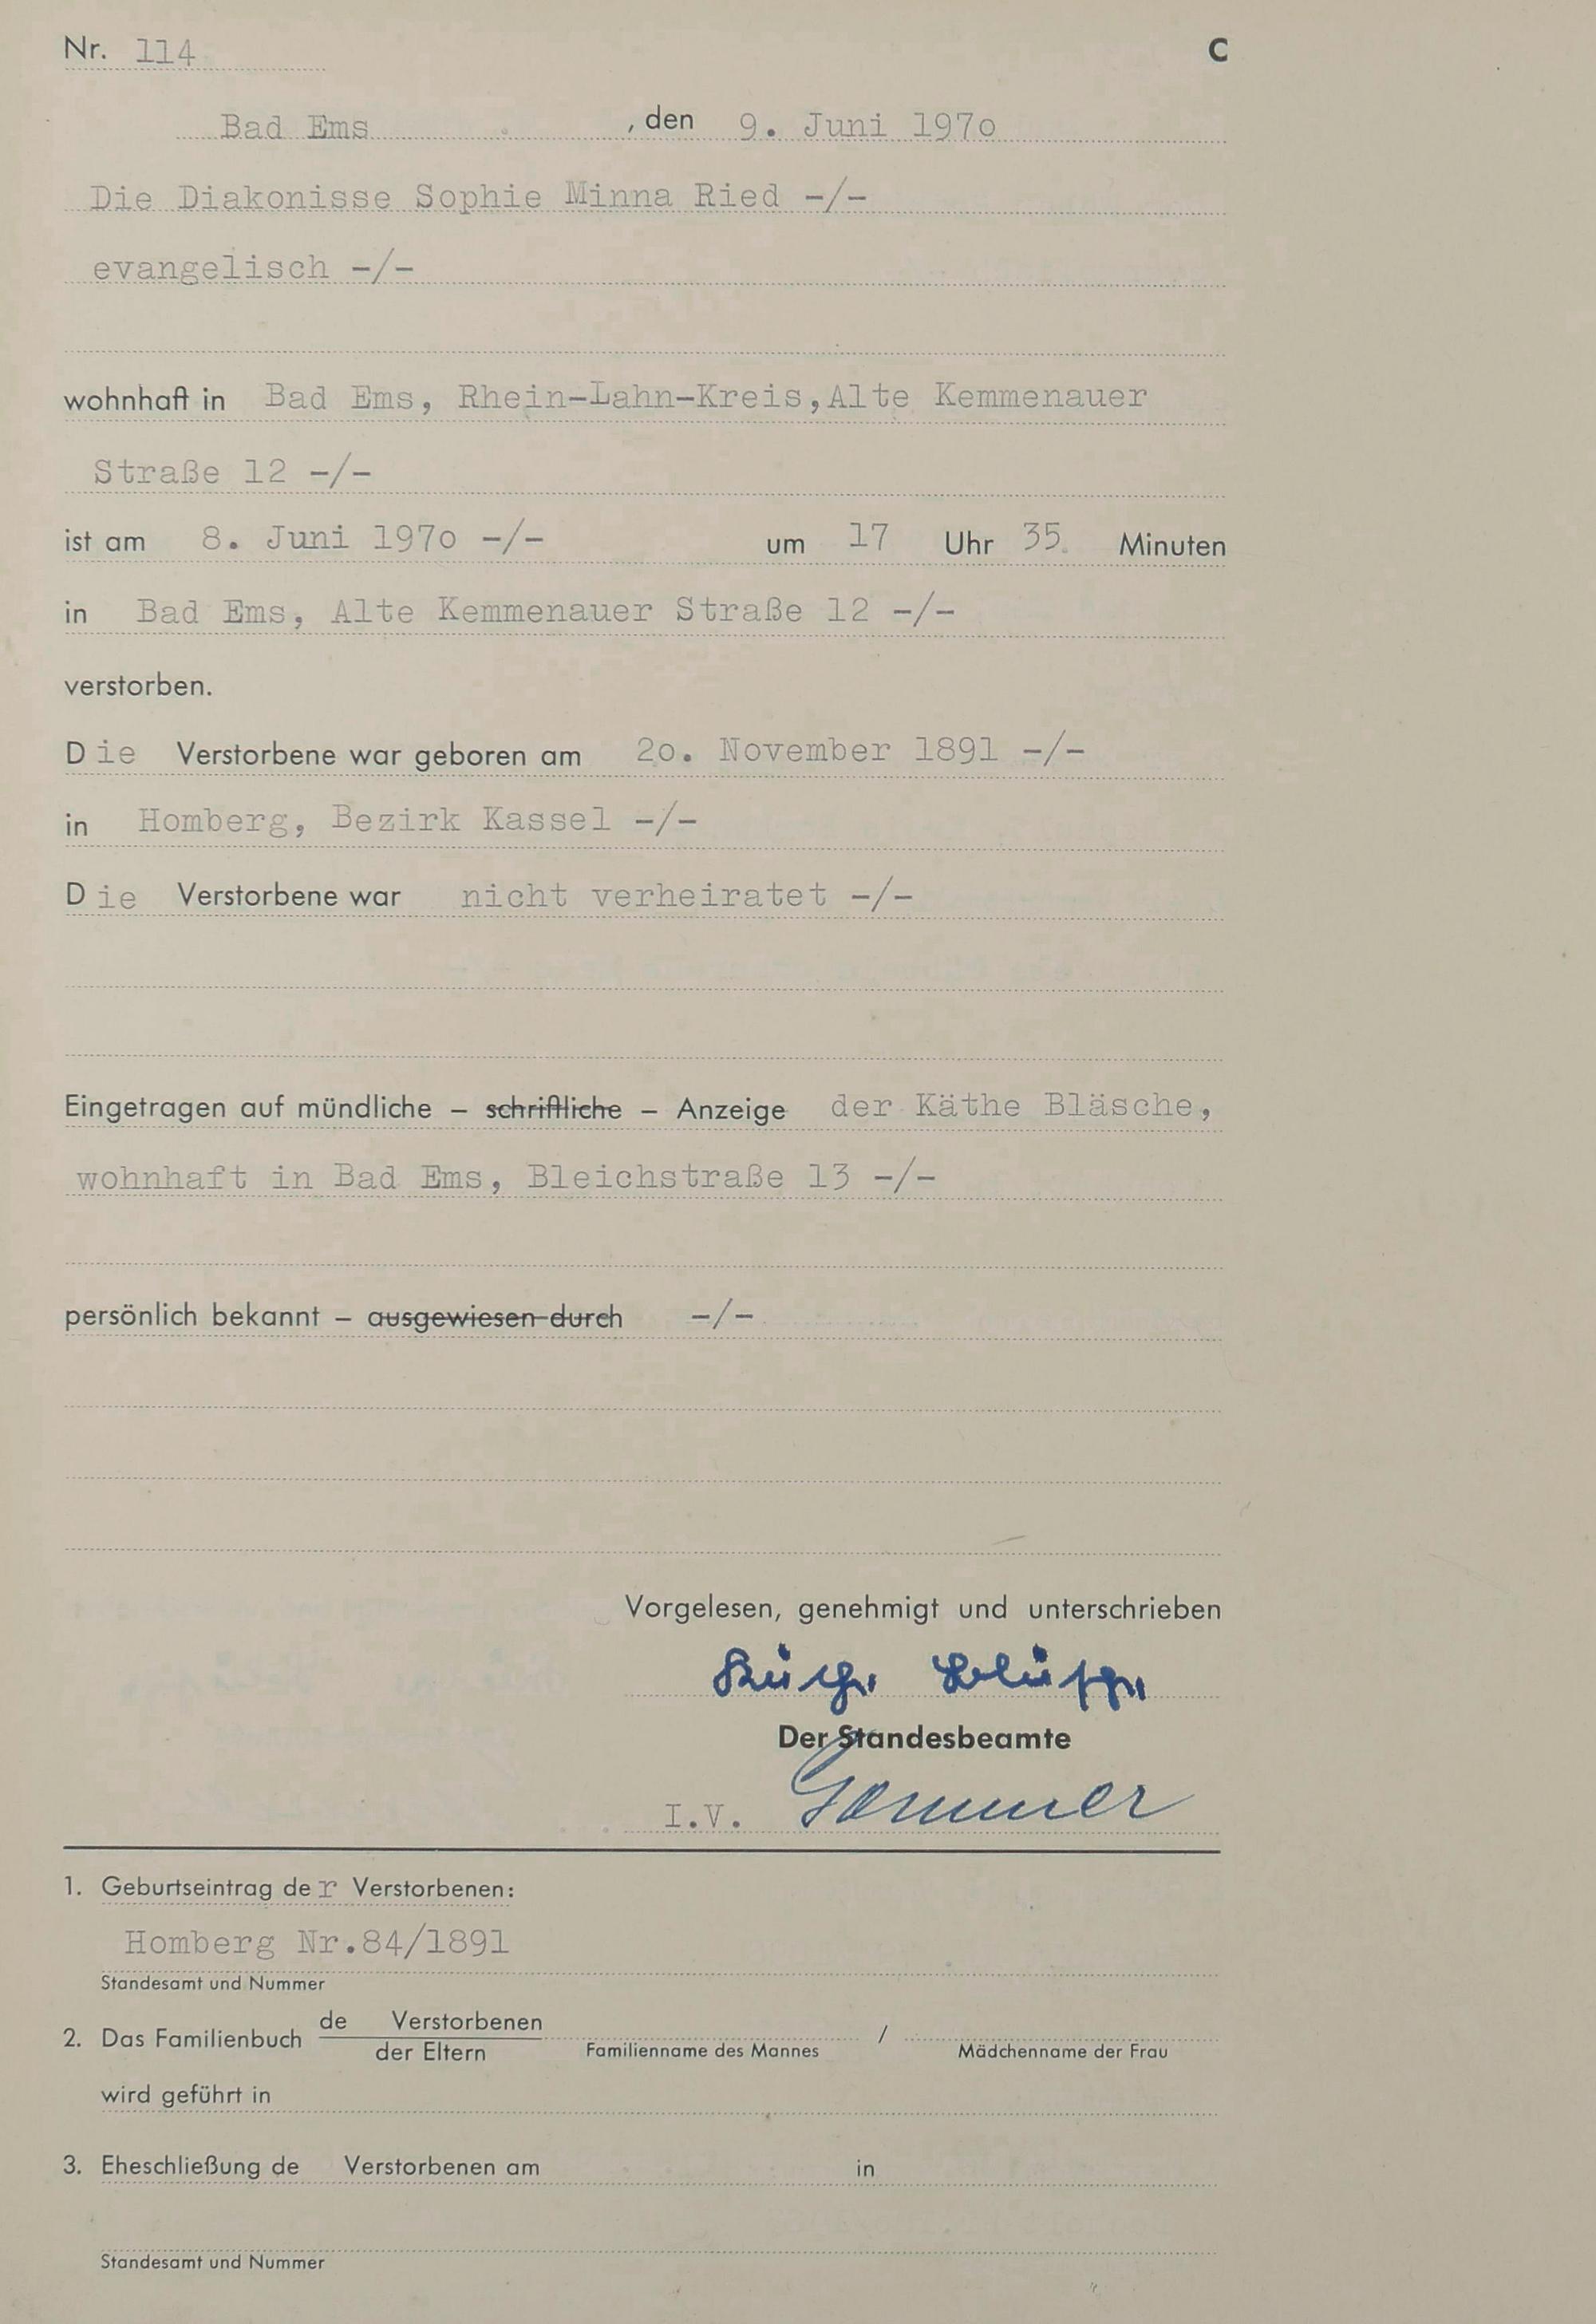 Nr. 114 C
Bad Ems , den 9. Juni 197o
Die Diakonisse Sophie Minna Ried -/-
evangelisch -/-
wohnhaft in Bad Ems, Rhein-Lahn-Kreis, Alte Kemmenauer
Straße 12 -/-
ist am 8. Juni 197o -/- um 17 Uhr 35 Minuten
in Bad Ems, Alte Kemmenauer Straße 12 -/-
verstorben.
Die Verstorbene war geboren am 2o. November 1891 -/-
in Homberg, Bezirk Kassel -/-
Die Verstorbene war nicht verheiratet -/-
Eingetragen auf mündliche – schriftliche – Anzeige der Käthe Bläsche,
wohnhaft in Bad Ems, Bleichstraße 13 -/-
persönlich bekannt – ausgewiesen durch -/-
Vorgelesen, genehmigt und unterschrieben
Käthe Bläsche
Der Standesbeamte
I.V. Sommer
1. Geburtseintrag der Verstorbenen:
Homberg Nr.84/1891
Standesamt und Nummer
de Verstorbenen
2. Das Familienbuch /
der Eltern Familienname des Mannes Mädchenname der Frau
wird geführt in
3. Eheschließung de Verstorbenen am in
Standesamt und Nummer